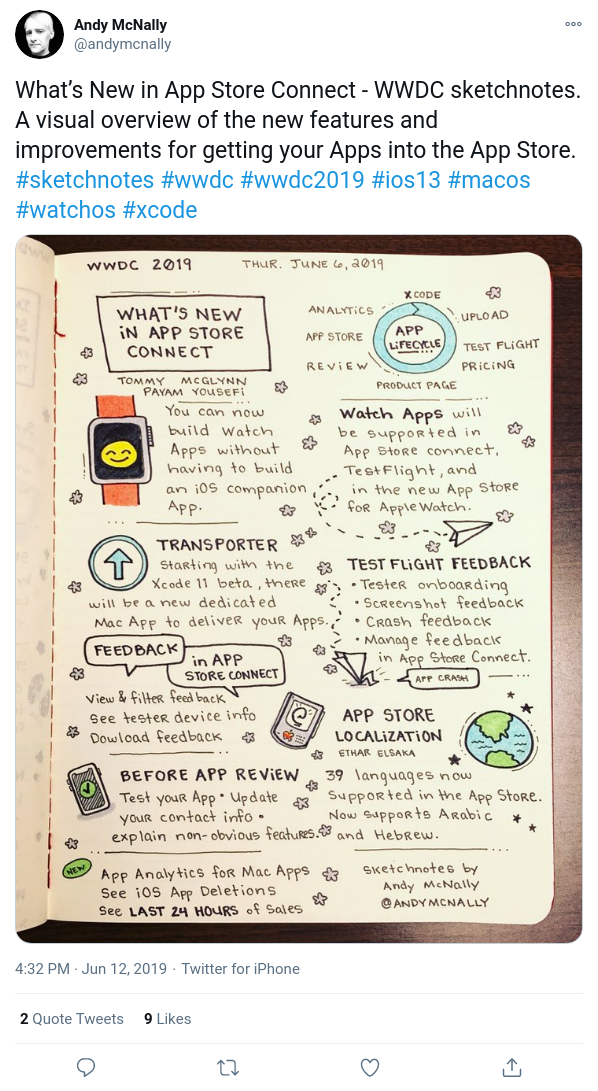 Andy McNally
@andymcnally
What’s New in App Store Connect - WWDC sketchnotes.
A visual overview of the new features and
improvements for getting your Apps into the App Store.
#sketchnotes #wwdc #wwdc2019 #ios13 #macos
#watchos #xcode
WWDC 2019
THUR. JUNE 6, 2019
WHAT'S NEW
iN APP STORE
CONNECT
TOMMY MCGLYNN
PAYAM YOUSEFi
XCODE
ANALYTICS
UPLOAD
APP STORE
APP
LiFECYCLE
TEST FLIGHT
REVIEW
PRICING
PRODUCT PAGE
You can now
build Watch
Apps without
having to build
an iOS companion
App.
Watch Apps will
be supported in
App Store connect,
TestFlight, and
in the new App Store
for Apple Watch.
TRANSPORTER
Starting with the
Xcode 11 beta, there
will be a new dedicated
Mac App to deliver your Apps.
TEST FLiGHT FEEDBACK
• Tester onboarding
• Screenshot feedback
• Crash feedback
• Manage feedback
in App Store Connect.
APP CRASH
FEEDBACK
in APP
STORE CONNECT
View & filter feedback
See tester device info
Dowload feedback
APP STORE
LOCALIZATION
ETHAR ELSAKA
39 languages now
Supported in the App Store.
Now supports Arabic
and Hebrew.
BEFORE APP REVIEW
Test your App • Update
your contact info •
explain non-obvious features.
NEW
App Analytics for Mac Apps
See iOS App Deletions
See LAST 24 HOURS of Sales
Sketchnotes by
Andy McNally
@ANDYMCNALLY
4:32 PM · Jun 12, 2019 · Twitter for iPhone
2 Quote Tweets 9 Likes